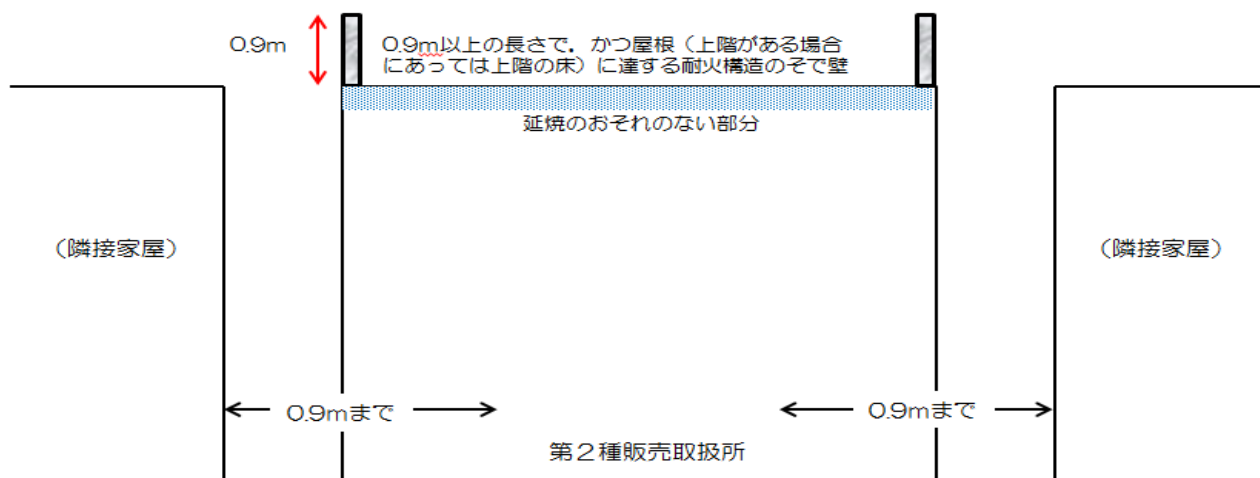 0.9m
0.9m以上の長さで，かつ屋根（上階がある場合
にあっては上階の床）に達する耐火構造のそで壁
延焼のおそれのない部分
（隣接家屋）
（隣接家屋）
0.9mまで
0.9mまで
第２種販売取扱所